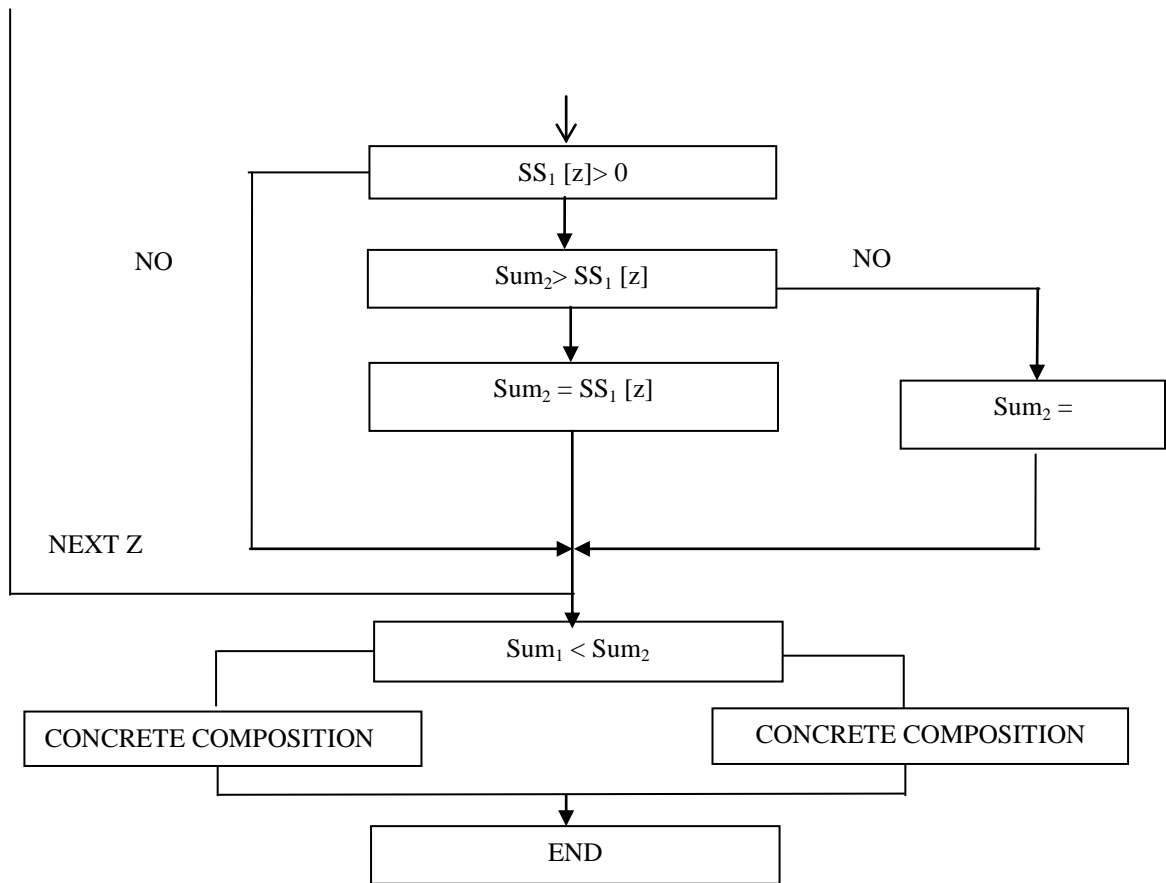 SS₁ [z]> 0
NO
Sum₂> SS₁ [z]
NO
Sum₂ = SS₁ [z]
Sum₂ =
NEXT Z
Sum₁ < Sum₂
CONCRETE COMPOSITION
CONCRETE COMPOSITION
END